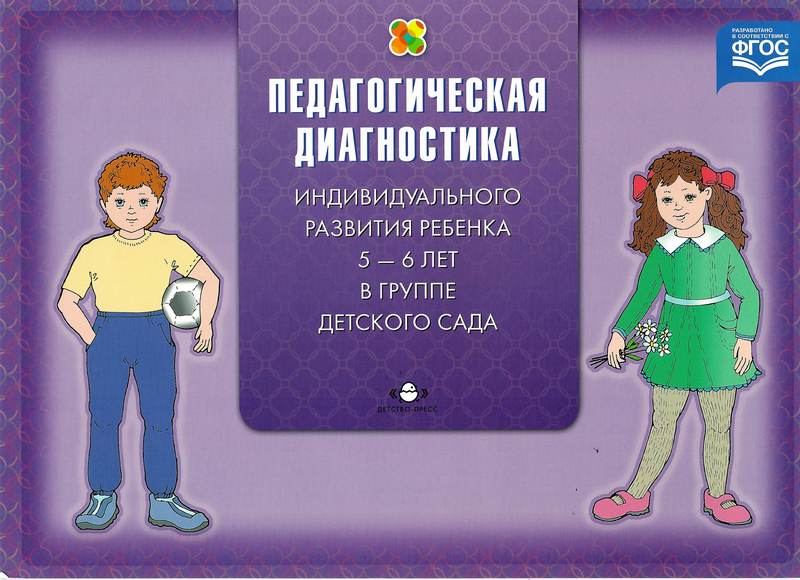 РАЗРАБОТАНО
В СООТВЕТСТВИИ С
ФГОС
ПЕДАГОГИЧЕСКАЯ
ДИАГНОСТИКА
ИНДИВИДУАЛЬНОГО
РАЗВИТИЯ РЕБЕНКА
5 — 6 ЛЕТ
В ГРУППЕ
ДЕТСКОГО САДА
ДЕТСТВО-ПРЕСС